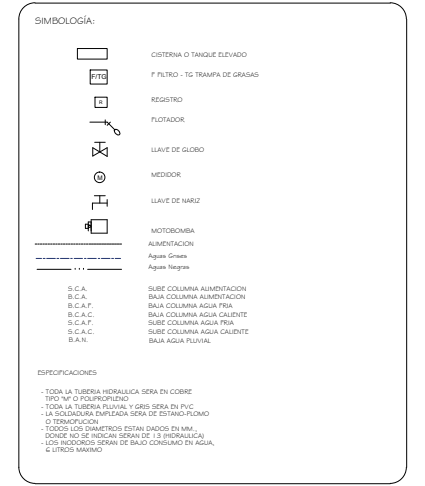 SIMBOLOGÍA:
CISTERNA O TANQUE ELEVADO
F/TG
F FILTRO - TG TRAMPA DE GRASAS
R
REGISTRO
FLOTADOR
LLAVE DE GLOBO
M
MEDIDOR
LLAVE DE NARIZ
MOTOBOMBA
ALIMENTACION
Aguas Grises
Aguas Negras
S.C.A. SUBE COLUMNA ALIMENTACION
B.C.A. BAJA COLUMNA ALIMENTACION
B.C.A.F. BAJA COLUMNA AGUA FRIA
B.C.A.C. BAJA COLUMNA AGUA CALIENTE
S.C.A.F. SUBE COLUMNA AGUA FRIA
S.C.A.C. SUBE COLUMNA AGUA CALIENTE
B.A.N. BAJA AGUA PLUVIAL
ESPECIFICACIONES
- TODA LA TUBERIA HIDRAULICA SERA EN COBRE
TIPO "M" O POLIPROPILENO
- TODA LA TUBERIA PLUVIAL Y GRIS SERA EN PVC
- LA SOLDADURA EMPLEADA SERA DE ESTANO-PLOMO
O TERMOFUCION
- TODOS LOS DIAMETROS ESTAN DADOS EN MM.,
DONDE NO SE INDICAN SERAN DE 13 (HIDRAULICA)
- LOS INODOROS SERAN DE BAJO CONSUMO EN AGUA,
6 LITROS MAXIMO